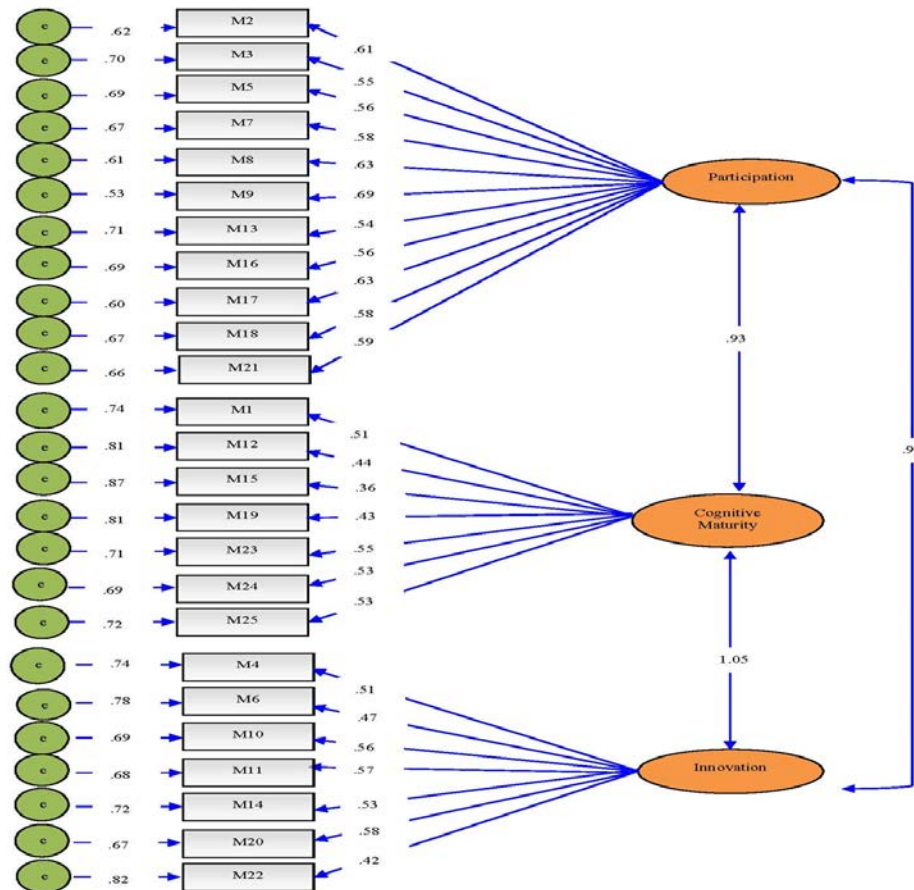 e .62 M2 .61
e .70 M3 .55
e .69 M5 .56
e .67 M7 .58
e .61 M8 .63
e .53 M9 .69
e .71 M13 .54
e .69 M16 .56
e .60 M17 .63
e .67 M18 .58
e .66 M21 .59
Participation
.93
.9
e .74 M1 .51
e .81 M12 .44
e .87 M15 .36
e .81 M19 .43
e .71 M23 .55
e .69 M24 .53
e .72 M25 .53
Cognitive
Maturity
1.05
e .74 M4 .51
e .78 M6 .47
e .69 M10 .56
e .68 M11 .57
e .72 M14 .53
e .67 M20 .58
e .82 M22 .42
Innovation